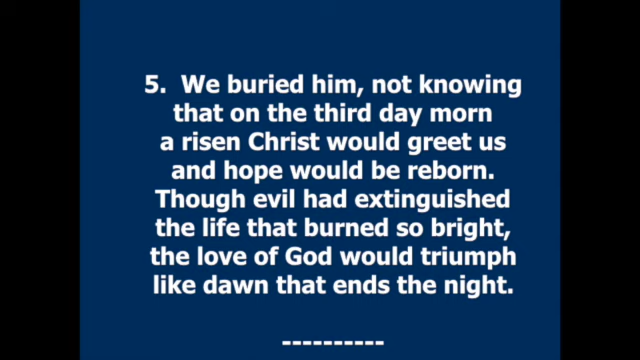 5. We buried him, not knowing
that on the third day morn
a risen Christ would greet us
and hope would be reborn.
Though evil had extinguished
the life that burned so bright,
the love of God would triumph
like dawn that ends the night.
----------